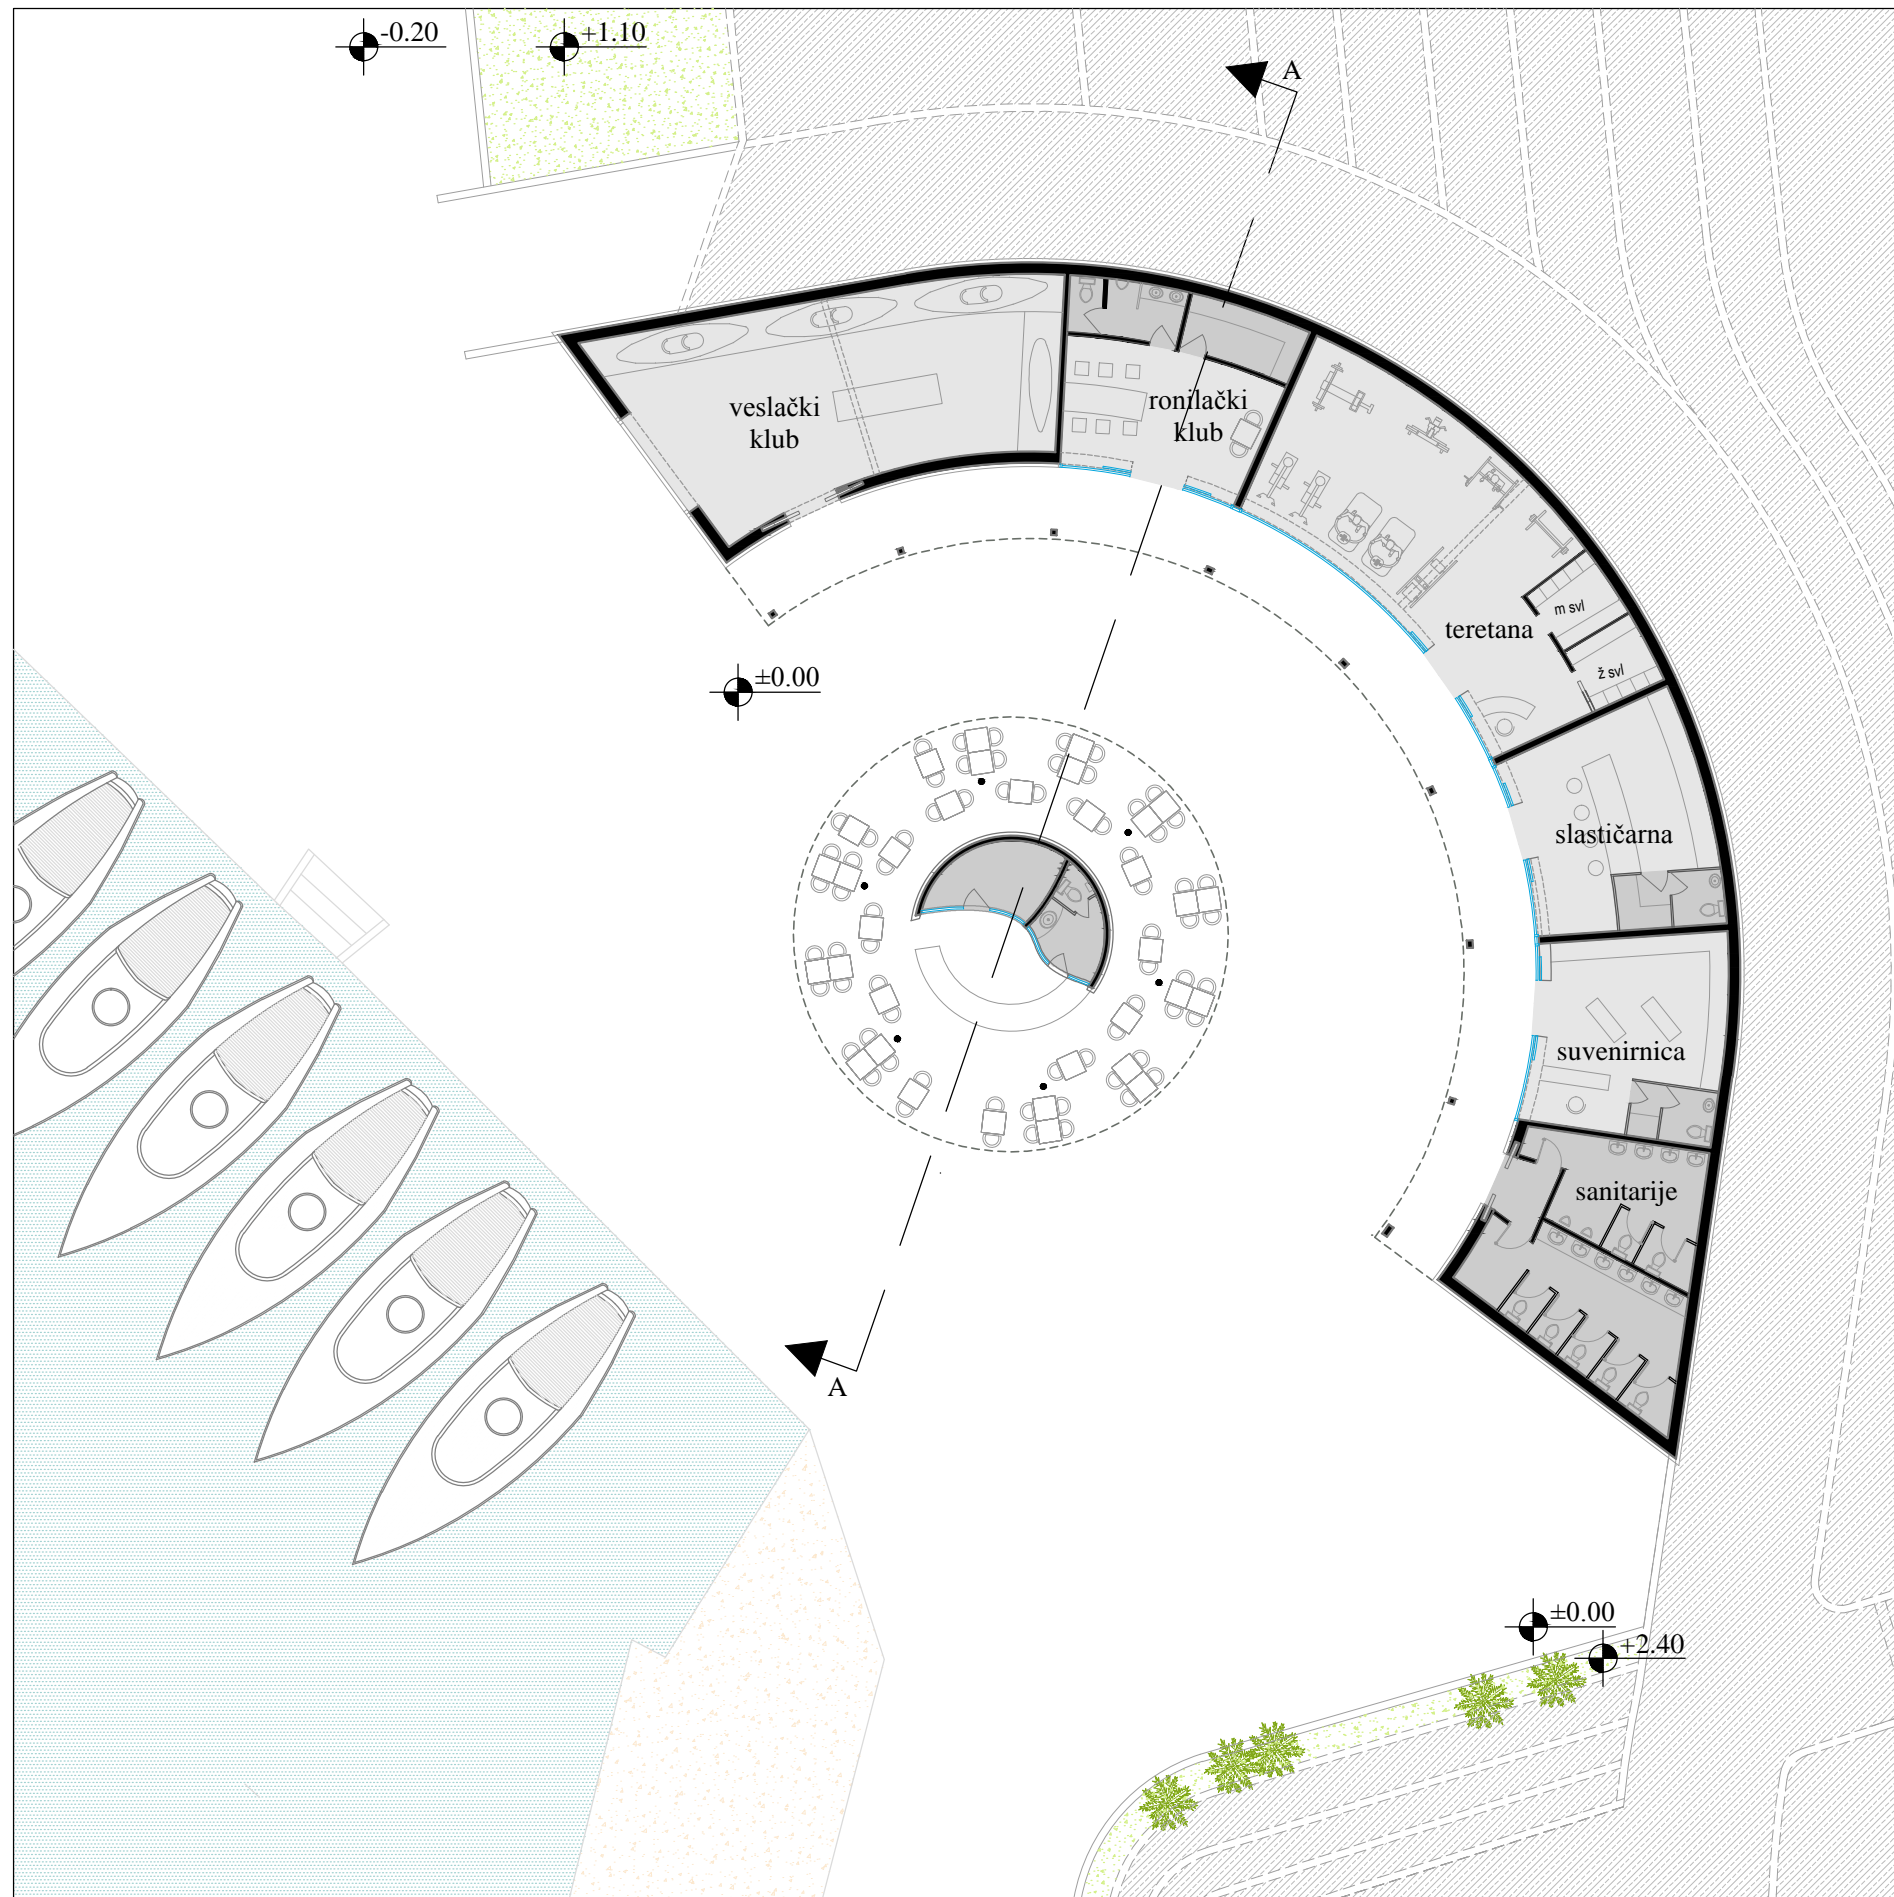 -0.20
+1.10
A
veslački
klub
ronilački
klub
m svl
teretana
ž svl
±0.00
slastičarna
suvenirnica
sanitarije
A
±0.00
+2.40